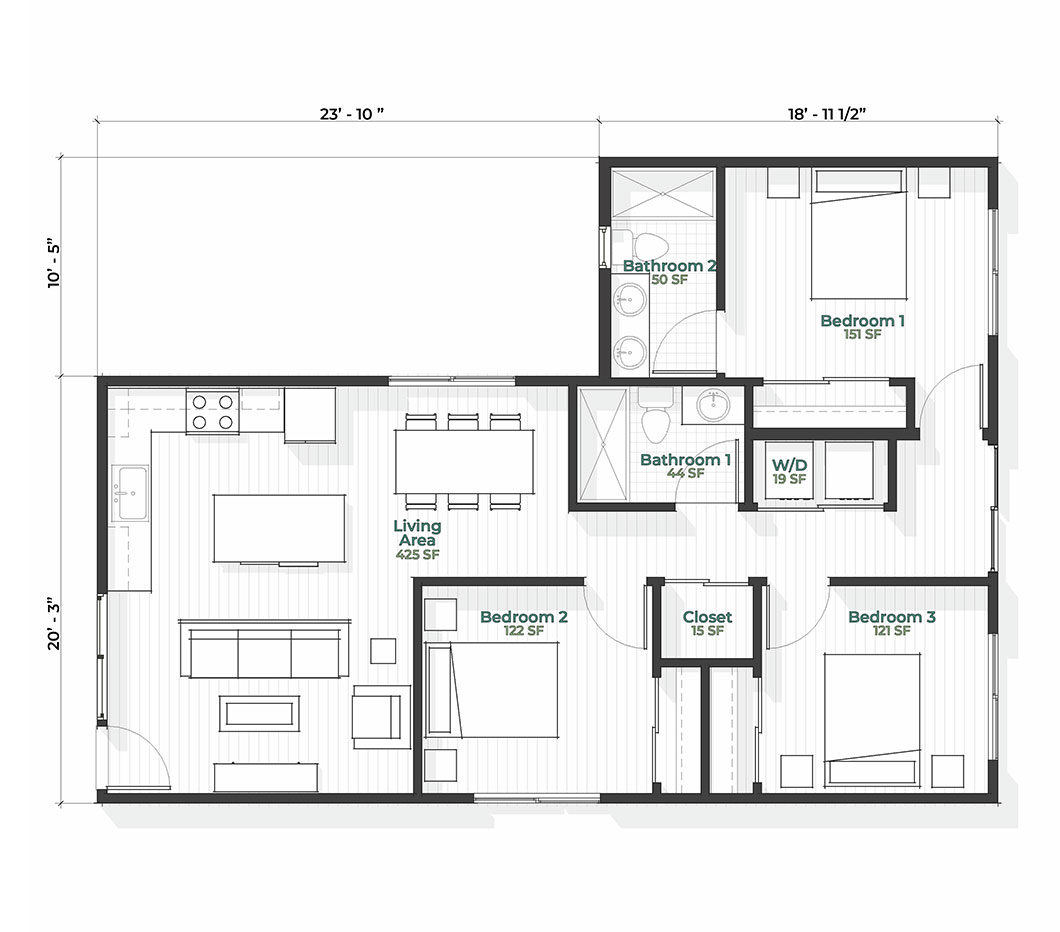 23’ - 10 ”
18’ - 11 1/2”
10’ - 5”
Bathroom 2
50 SF
Bedroom 1
151 SF
Bathroom 1
44 SF
W/D
19 SF
Living
Area
425 SF
20’ - 3”
Bedroom 2
122 SF
Closet
15 SF
Bedroom 3
121 SF